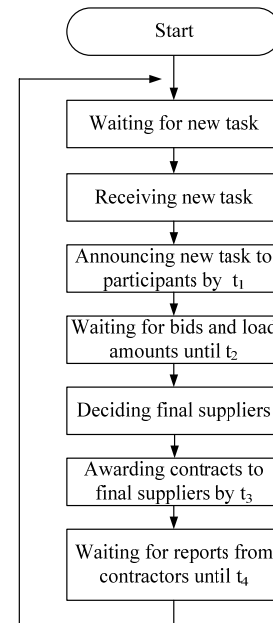 Start
Waiting for new task
Receiving new task
Announcing new task to
participants by t₁
Waiting for bids and load
amounts until t₂
Deciding final suppliers
Awarding contracts to
final suppliers by t₃
Waiting for reports from
contractors until t₄